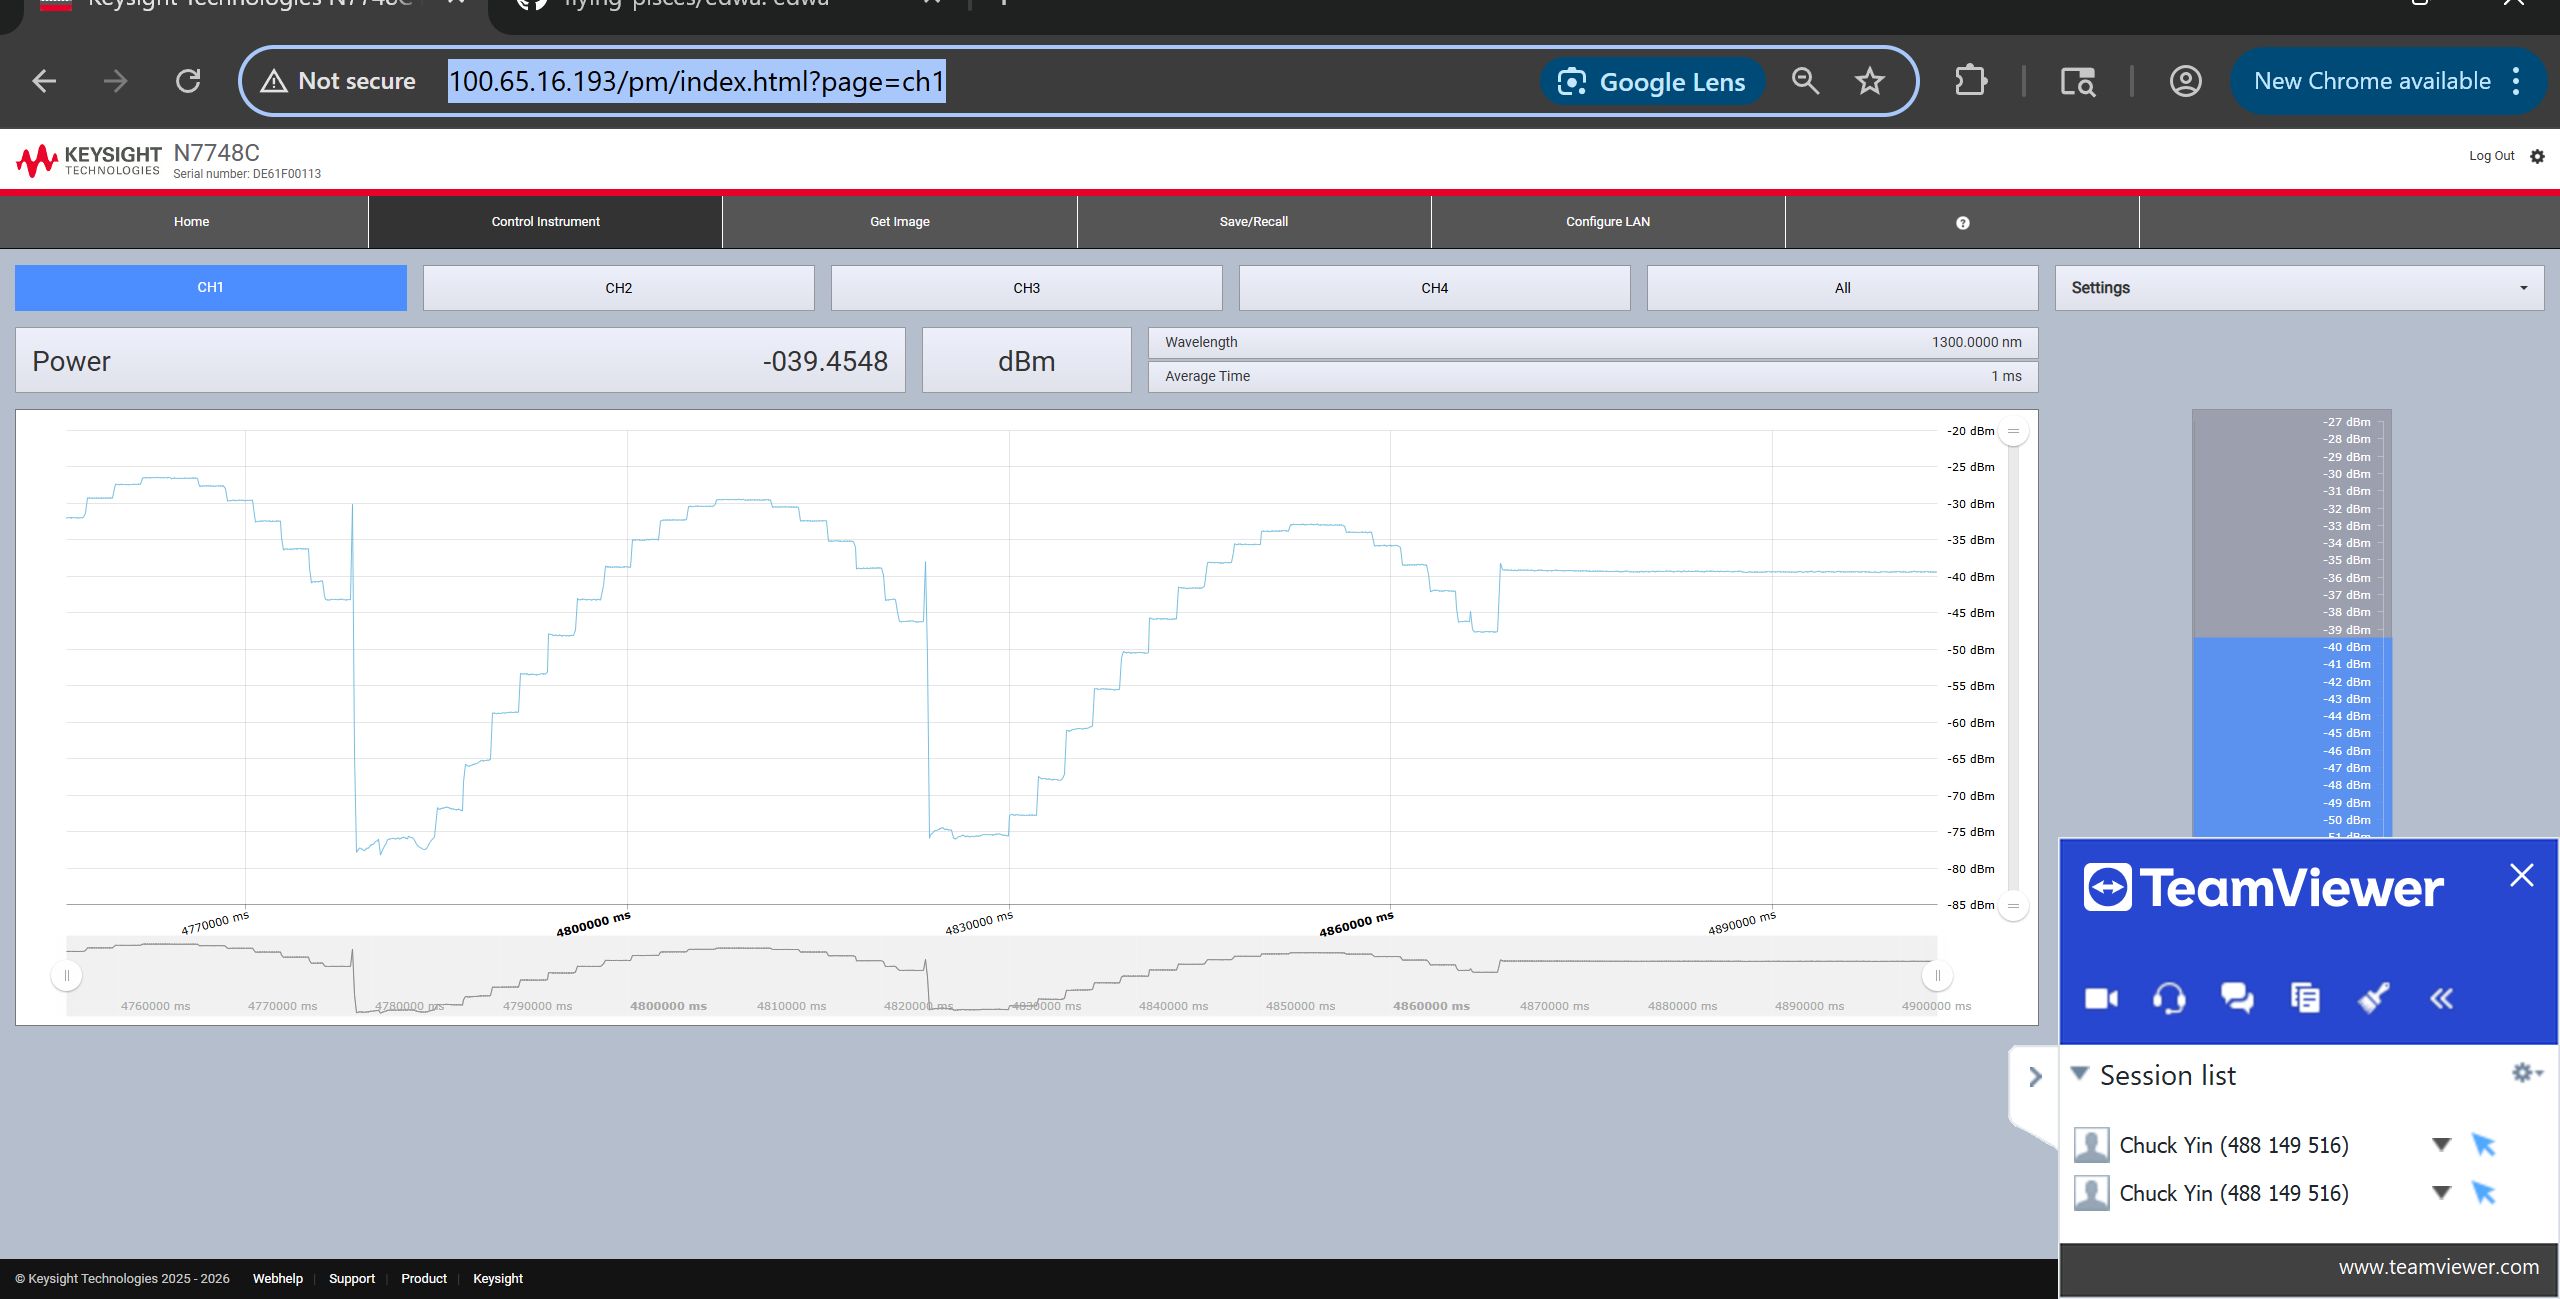 Not secure
100.65.16.193/pm/index.html?page=ch1
Google Lens
New Chrome available
KEYSIGHT
TECHNOLOGIES
N7748C
Serial number: DE61F00113
Log Out
Home
Control Instrument
Get Image
Save/Recall
Configure LAN
?
CH1
CH2
CH3
CH4
All
Settings
Power
-039.4548
dBm
Wavelength
1300.0000 nm
Average Time
1 ms
-20 dBm
-25 dBm
-30 dBm
-35 dBm
-40 dBm
-45 dBm
-50 dBm
-55 dBm
-60 dBm
-65 dBm
-70 dBm
-75 dBm
-80 dBm
-85 dBm
4770000 ms
4800000 ms
4830000 ms
4860000 ms
4890000 ms
4760000 ms
4770000 ms
4780000 ms
4790000 ms
4800000 ms
4810000 ms
4820000 ms
4830000 ms
4840000 ms
4850000 ms
4860000 ms
4870000 ms
4880000 ms
4890000 ms
4900000 ms
-27 dBm
-28 dBm
-29 dBm
-30 dBm
-31 dBm
-32 dBm
-33 dBm
-34 dBm
-35 dBm
-36 dBm
-37 dBm
-38 dBm
-39 dBm
-40 dBm
-41 dBm
-42 dBm
-43 dBm
-44 dBm
-45 dBm
-46 dBm
-47 dBm
-48 dBm
-49 dBm
-50 dBm
-51 dBm
TeamViewer
Session list
Chuck Yin (488 149 516)
Chuck Yin (488 149 516)
www.teamviewer.com
© Keysight Technologies 2025 - 2026
Webhelp
Support
Product
Keysight